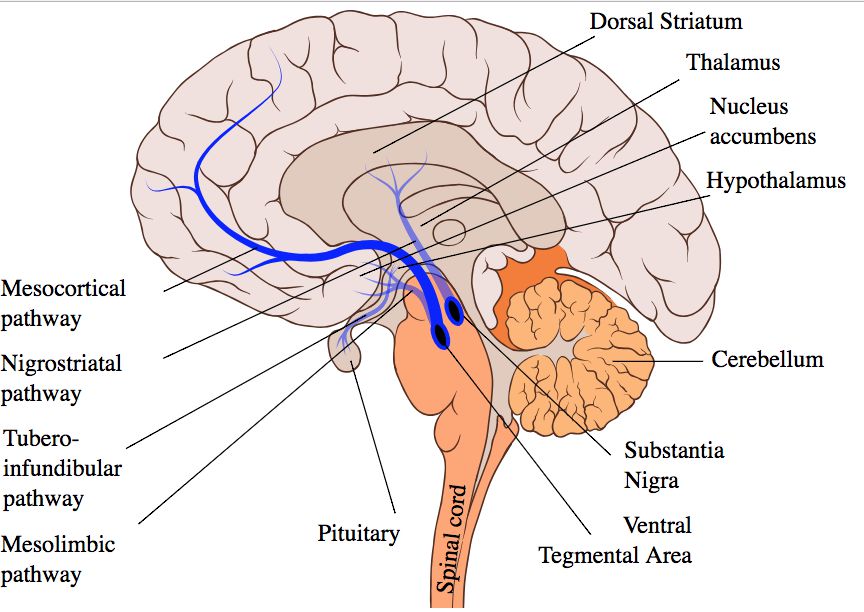 Dorsal Striatum
Thalamus
Nucleus
accumbens
Hypothalamus
Mesocortical
pathway
Nigrostriatal
pathway
Cerebellum
Tubero-
infundibular
pathway
Substantia
Nigra
Mesolimbic
pathway
Pituitary
Spinal cord
Ventral
Tegmental Area